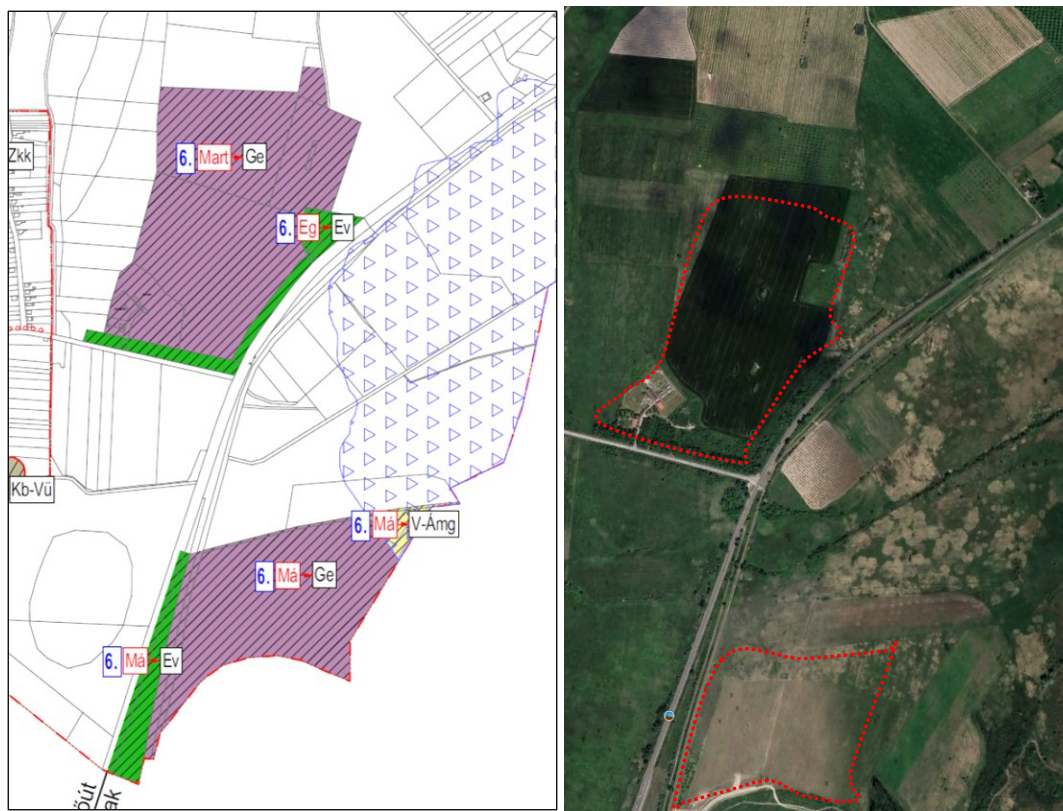 6. Mart Ge
Zkk
6. Eg Ev
Kb-Vü
6. Má V-Ámg
6. Má Ge
6. Má Ev
őút
ak